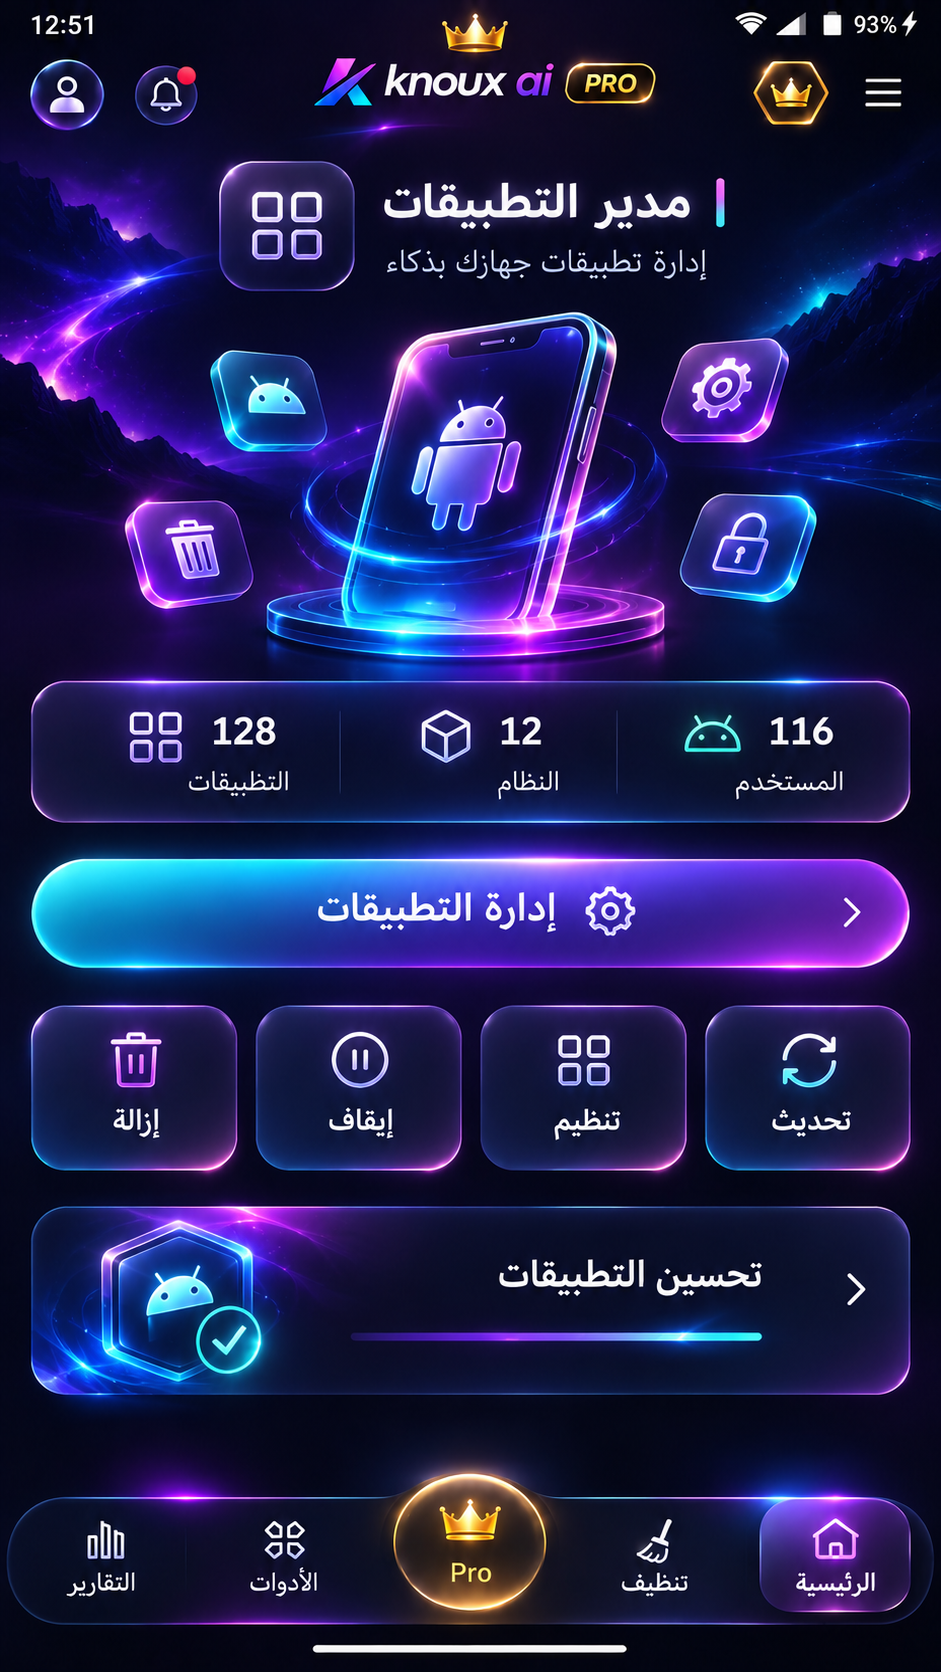 12:51
93%
knoux ai PRO
مدير التطبيقات
إدارة تطبيقات جهازك بذكاء
116
المستخدم
12
النظام
128
التطبيقات
إدارة التطبيقات
تحديث
تنظيم
إيقاف
إزالة
تحسين التطبيقات
الرئيسية
تنظيف
Pro
الأدوات
التقارير